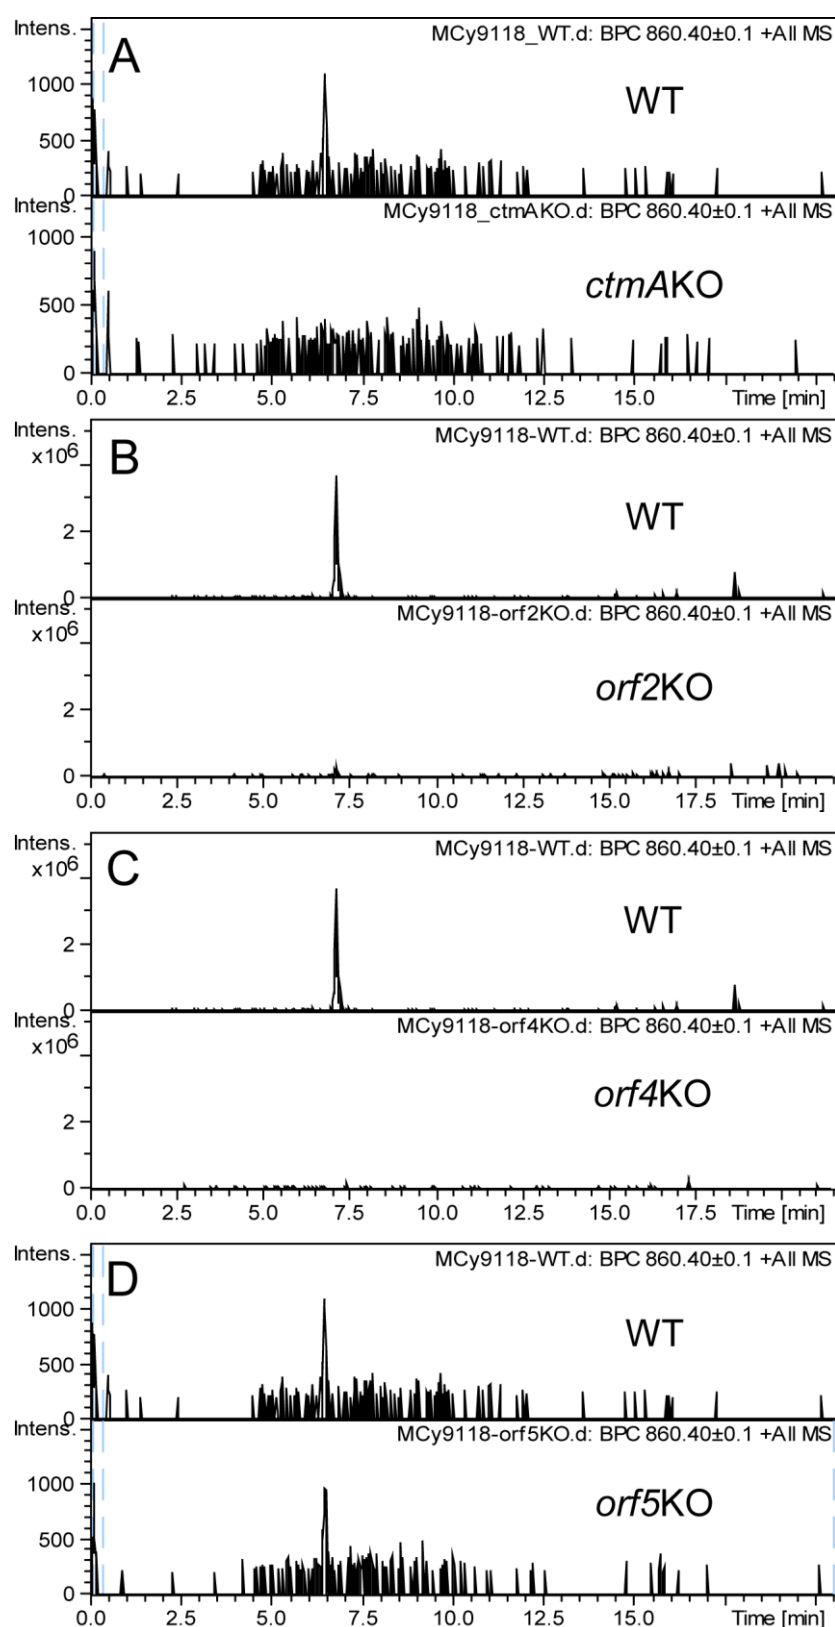 Intens.
A
MCy9118_WT.d: BPC 860.40±0.1 +All MS
WT
1000
500
0
Intens.
MCy9118_ctmAKO.d: BPC 860.40±0.1 +All MS
ctmAKO
1000
500
0
0.0 2.5 5.0 7.5 10.0 12.5 15.0 Time [min]
Intens.
x10⁶
B
MCy9118-WT.d: BPC 860.40±0.1 +All MS
WT
2
0
Intens.
x10⁶
MCy9118-orf2KO.d: BPC 860.40±0.1 +All MS
orf2KO
2
0
0.0 2.5 5.0 7.5 10.0 12.5 15.0 17.5 Time [min]
Intens.
x10⁶
C
MCy9118-WT.d: BPC 860.40±0.1 +All MS
WT
2
0
Intens.
x10⁶
MCy9118-orf4KO.d: BPC 860.40±0.1 +All MS
orf4KO
2
0
0.0 2.5 5.0 7.5 10.0 12.5 15.0 17.5 Time [min]
Intens.
D
MCy9118-WT.d: BPC 860.40±0.1 +All MS
WT
1000
500
0
Intens.
MCy9118-orf5KO.d: BPC 860.40±0.1 +All MS
orf5KO
1000
500
0
0.0 2.5 5.0 7.5 10.0 12.5 15.0 Time [min]